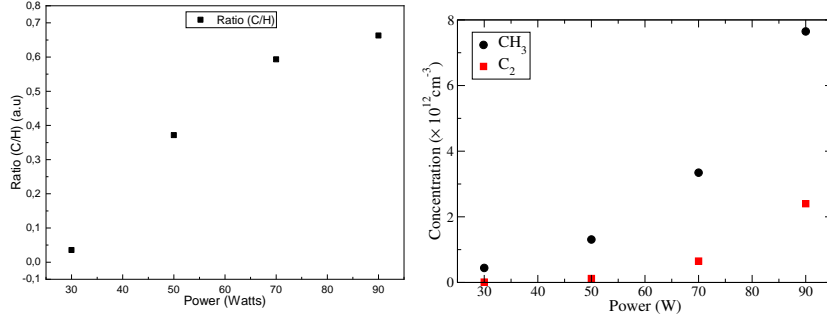 Ratio (C/H)
0,8
0,7
0,6
0,5
0,4
0,3
0,2
0,1
0,0
-0,1
Ratio (C/H) (a.u)
30 40 50 60 70 80 90
Power (Watts)
CH3
C2
8
6
4
2
0
Concentration (× 10^12 cm^-3)
30 40 50 60 70 80 90
Power (W)